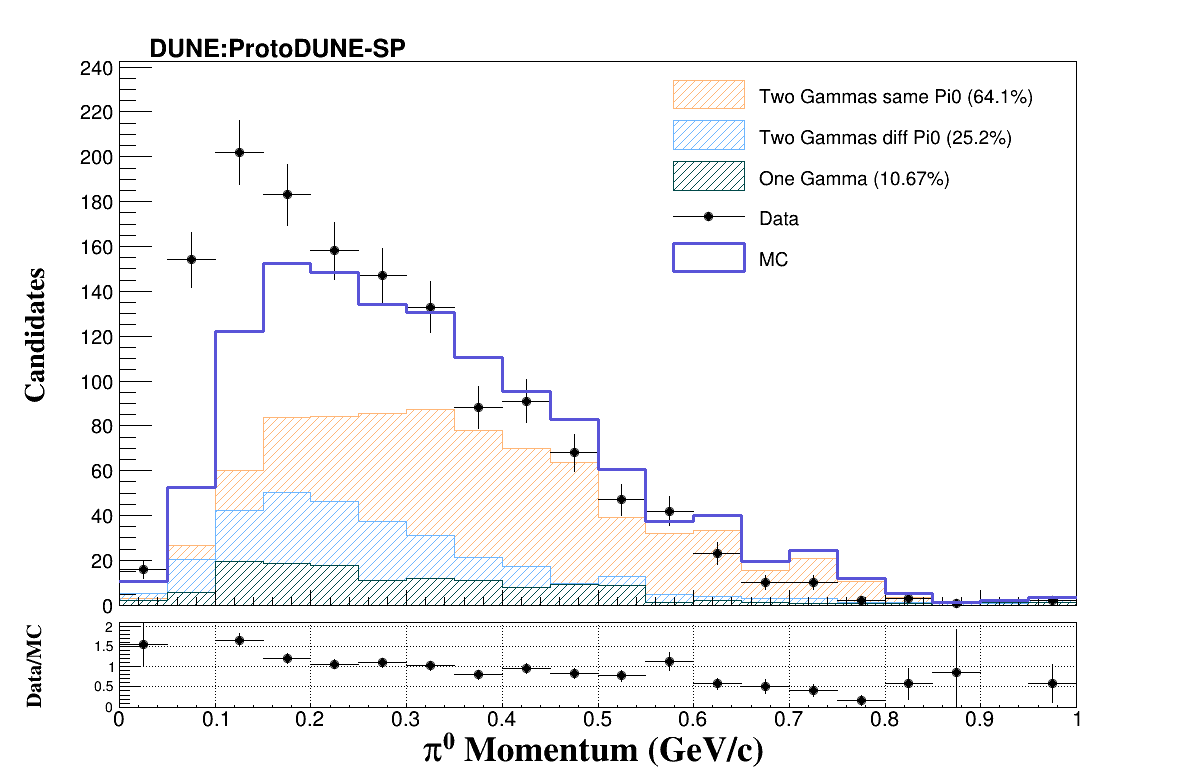 DUNE:ProtoDUNE-SP
240
220
200
180
160
140
120
100
80
60
40
20
0
Candidates
Two Gammas same Pi0 (64.1%)
Two Gammas diff Pi0 (25.2%)
One Gamma (10.67%)
Data
MC
2
1.5
1
0.5
0
Data/MC
0 0.1 0.2 0.3 0.4 0.5 0.6 0.7 0.8 0.9 1
π⁰ Momentum (GeV/c)